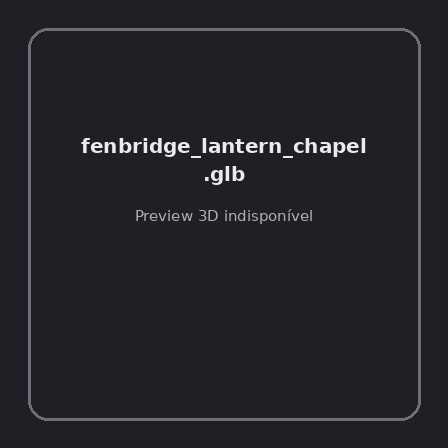 fenbridge_lantern_chapel
.glb
Preview 3D indisponível